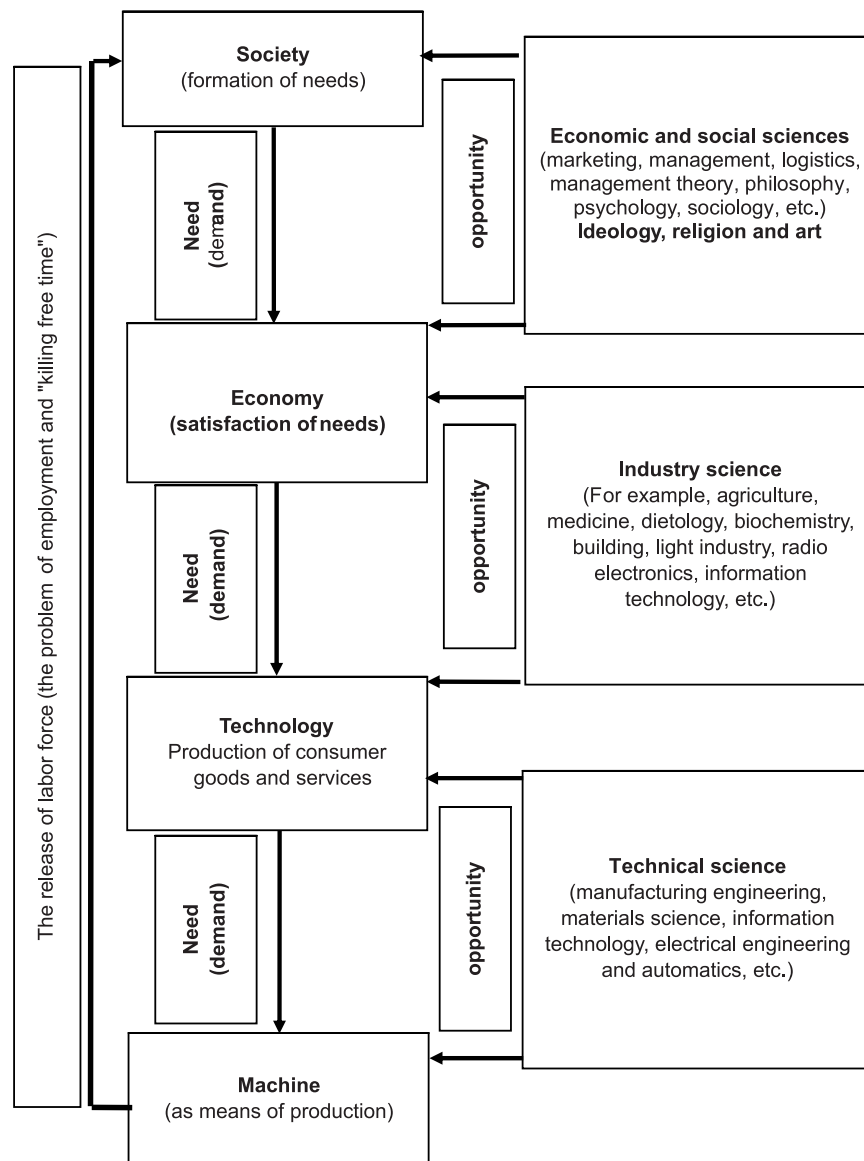 Society
(formation of needs)
Economic and social sciences
(marketing, management, logistics,
management theory, philosophy,
psychology, sociology, etc.)
Ideology, religion and art
opportunity
Need
(demand)
The release of labor force (the problem of employment and "killing free time")
Economy
(satisfaction of needs)
Industry science
(For example, agriculture,
medicine, dietology, biochemistry,
building, light industry, radio
electronics, information
technology, etc.)
opportunity
Need
(demand)
Technology
Production of consumer
goods and services
Technical science
(manufacturing engineering,
materials science, information
technology, electrical engineering
and automatics, etc.)
opportunity
Need
(demand)
Machine
(as means of production)